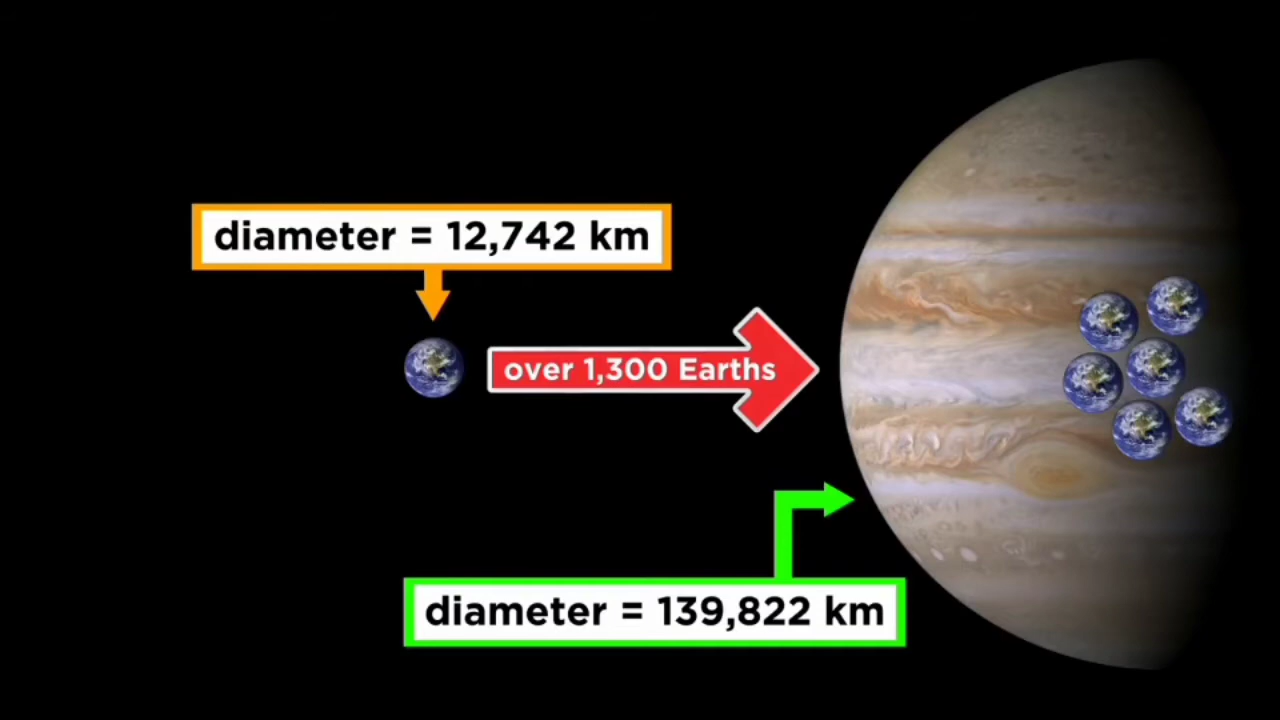 diameter = 12,742 km
over 1,300 Earths
diameter = 139,822 km